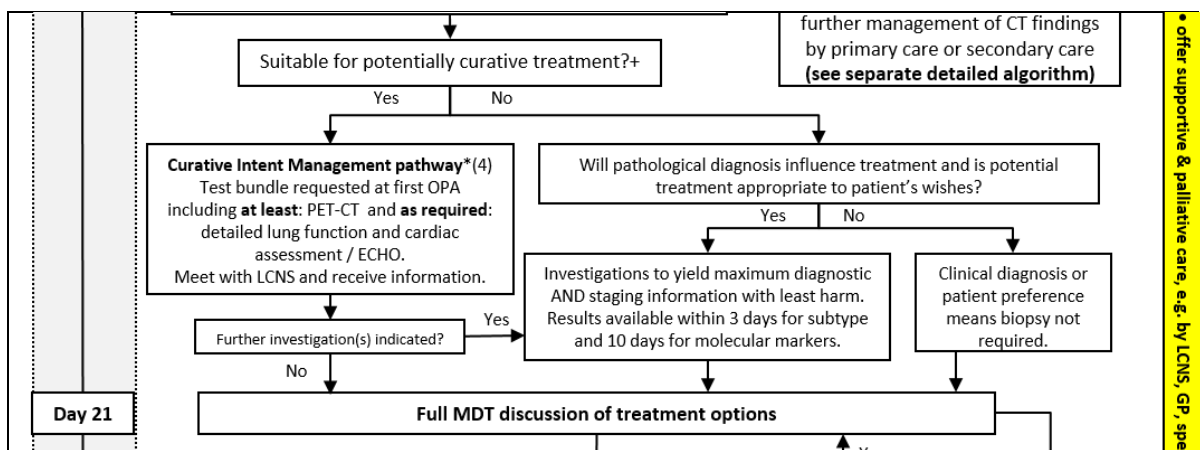 further management of CT findings
by primary care or secondary care
(see separate detailed algorithm)
Suitable for potentially curative treatment?+
Yes
No
Curative Intent Management pathway*(4)
Test bundle requested at first OPA
including at least: PET-CT and as required:
detailed lung function and cardiac
assessment / ECHO.
Meet with LCNS and receive information.
Will pathological diagnosis influence treatment and is potential
treatment appropriate to patient's wishes?
Yes
No
Further investigation(s) indicated?
Yes
No
Investigations to yield maximum diagnostic
AND staging information with least harm.
Results available within 3 days for subtype
and 10 days for molecular markers.
Clinical diagnosis or
patient preference
means biopsy not
required.
Day 21
Full MDT discussion of treatment options
• offer supportive & palliative care, e.g. by LCNS, GP, spe